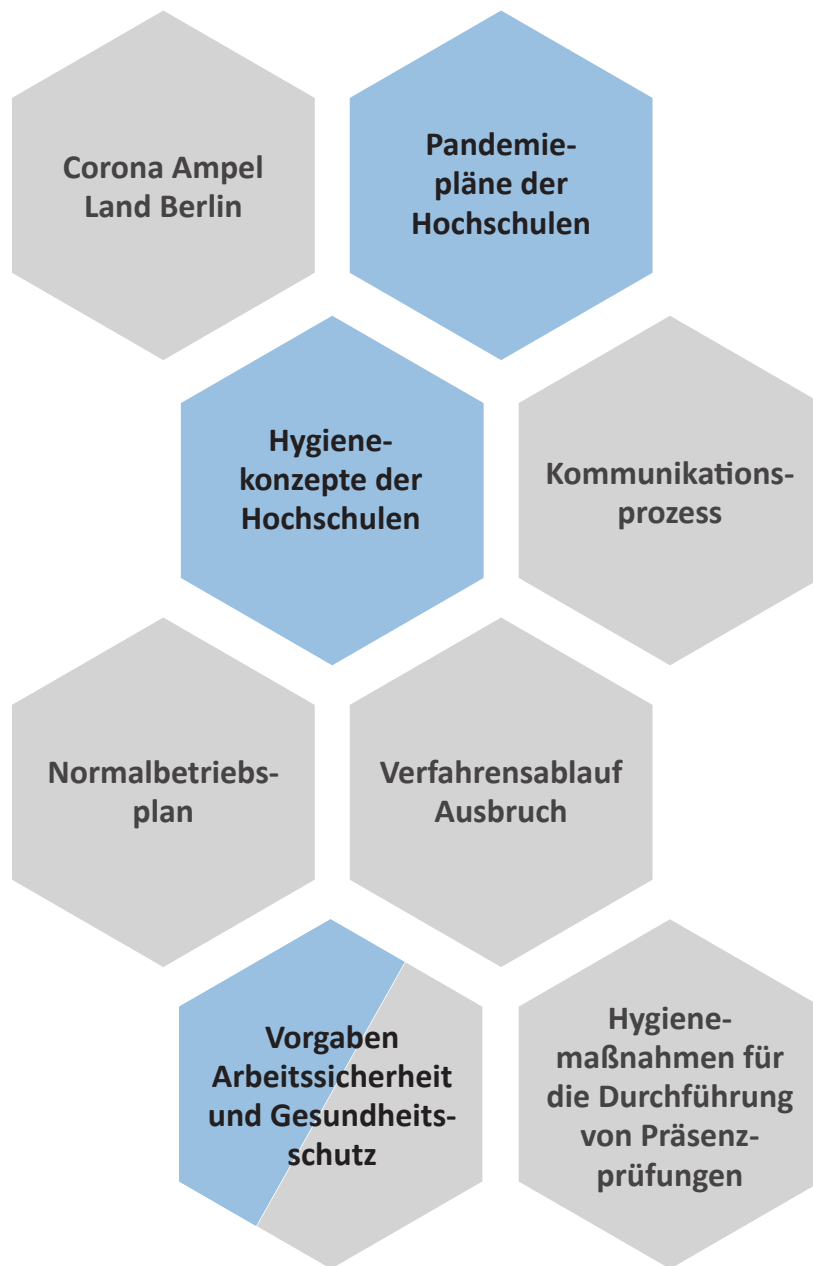 Corona Ampel
Land Berlin
Pandemie-
pläne der
Hochschulen
Hygiene-
konzepte der
Hochschulen
Kommunikations-
prozess
Normalbetriebs-
plan
Verfahrensablauf
Ausbruch
Vorgaben
Arbeitssicherheit
und Gesundheits-
schutz
Hygiene-
maßnahmen für
die Durchführung
von Präsenz-
prüfungen